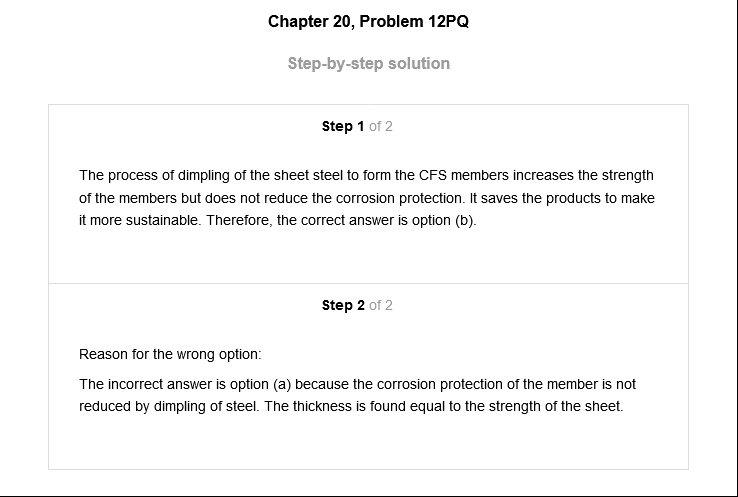 Chapter 20, Problem 12PQ
Step-by-step solution
Step 1 of 2
The process of dimpling of the sheet steel to form the CFS members increases the strength
of the members but does not reduce the corrosion protection. It saves the products to make
it more sustainable. Therefore, the correct answer is option (b).
Step 2 of 2
Reason for the wrong option:
The incorrect answer is option (a) because the corrosion protection of the member is not
reduced by dimpling of steel. The thickness is found equal to the strength of the sheet.